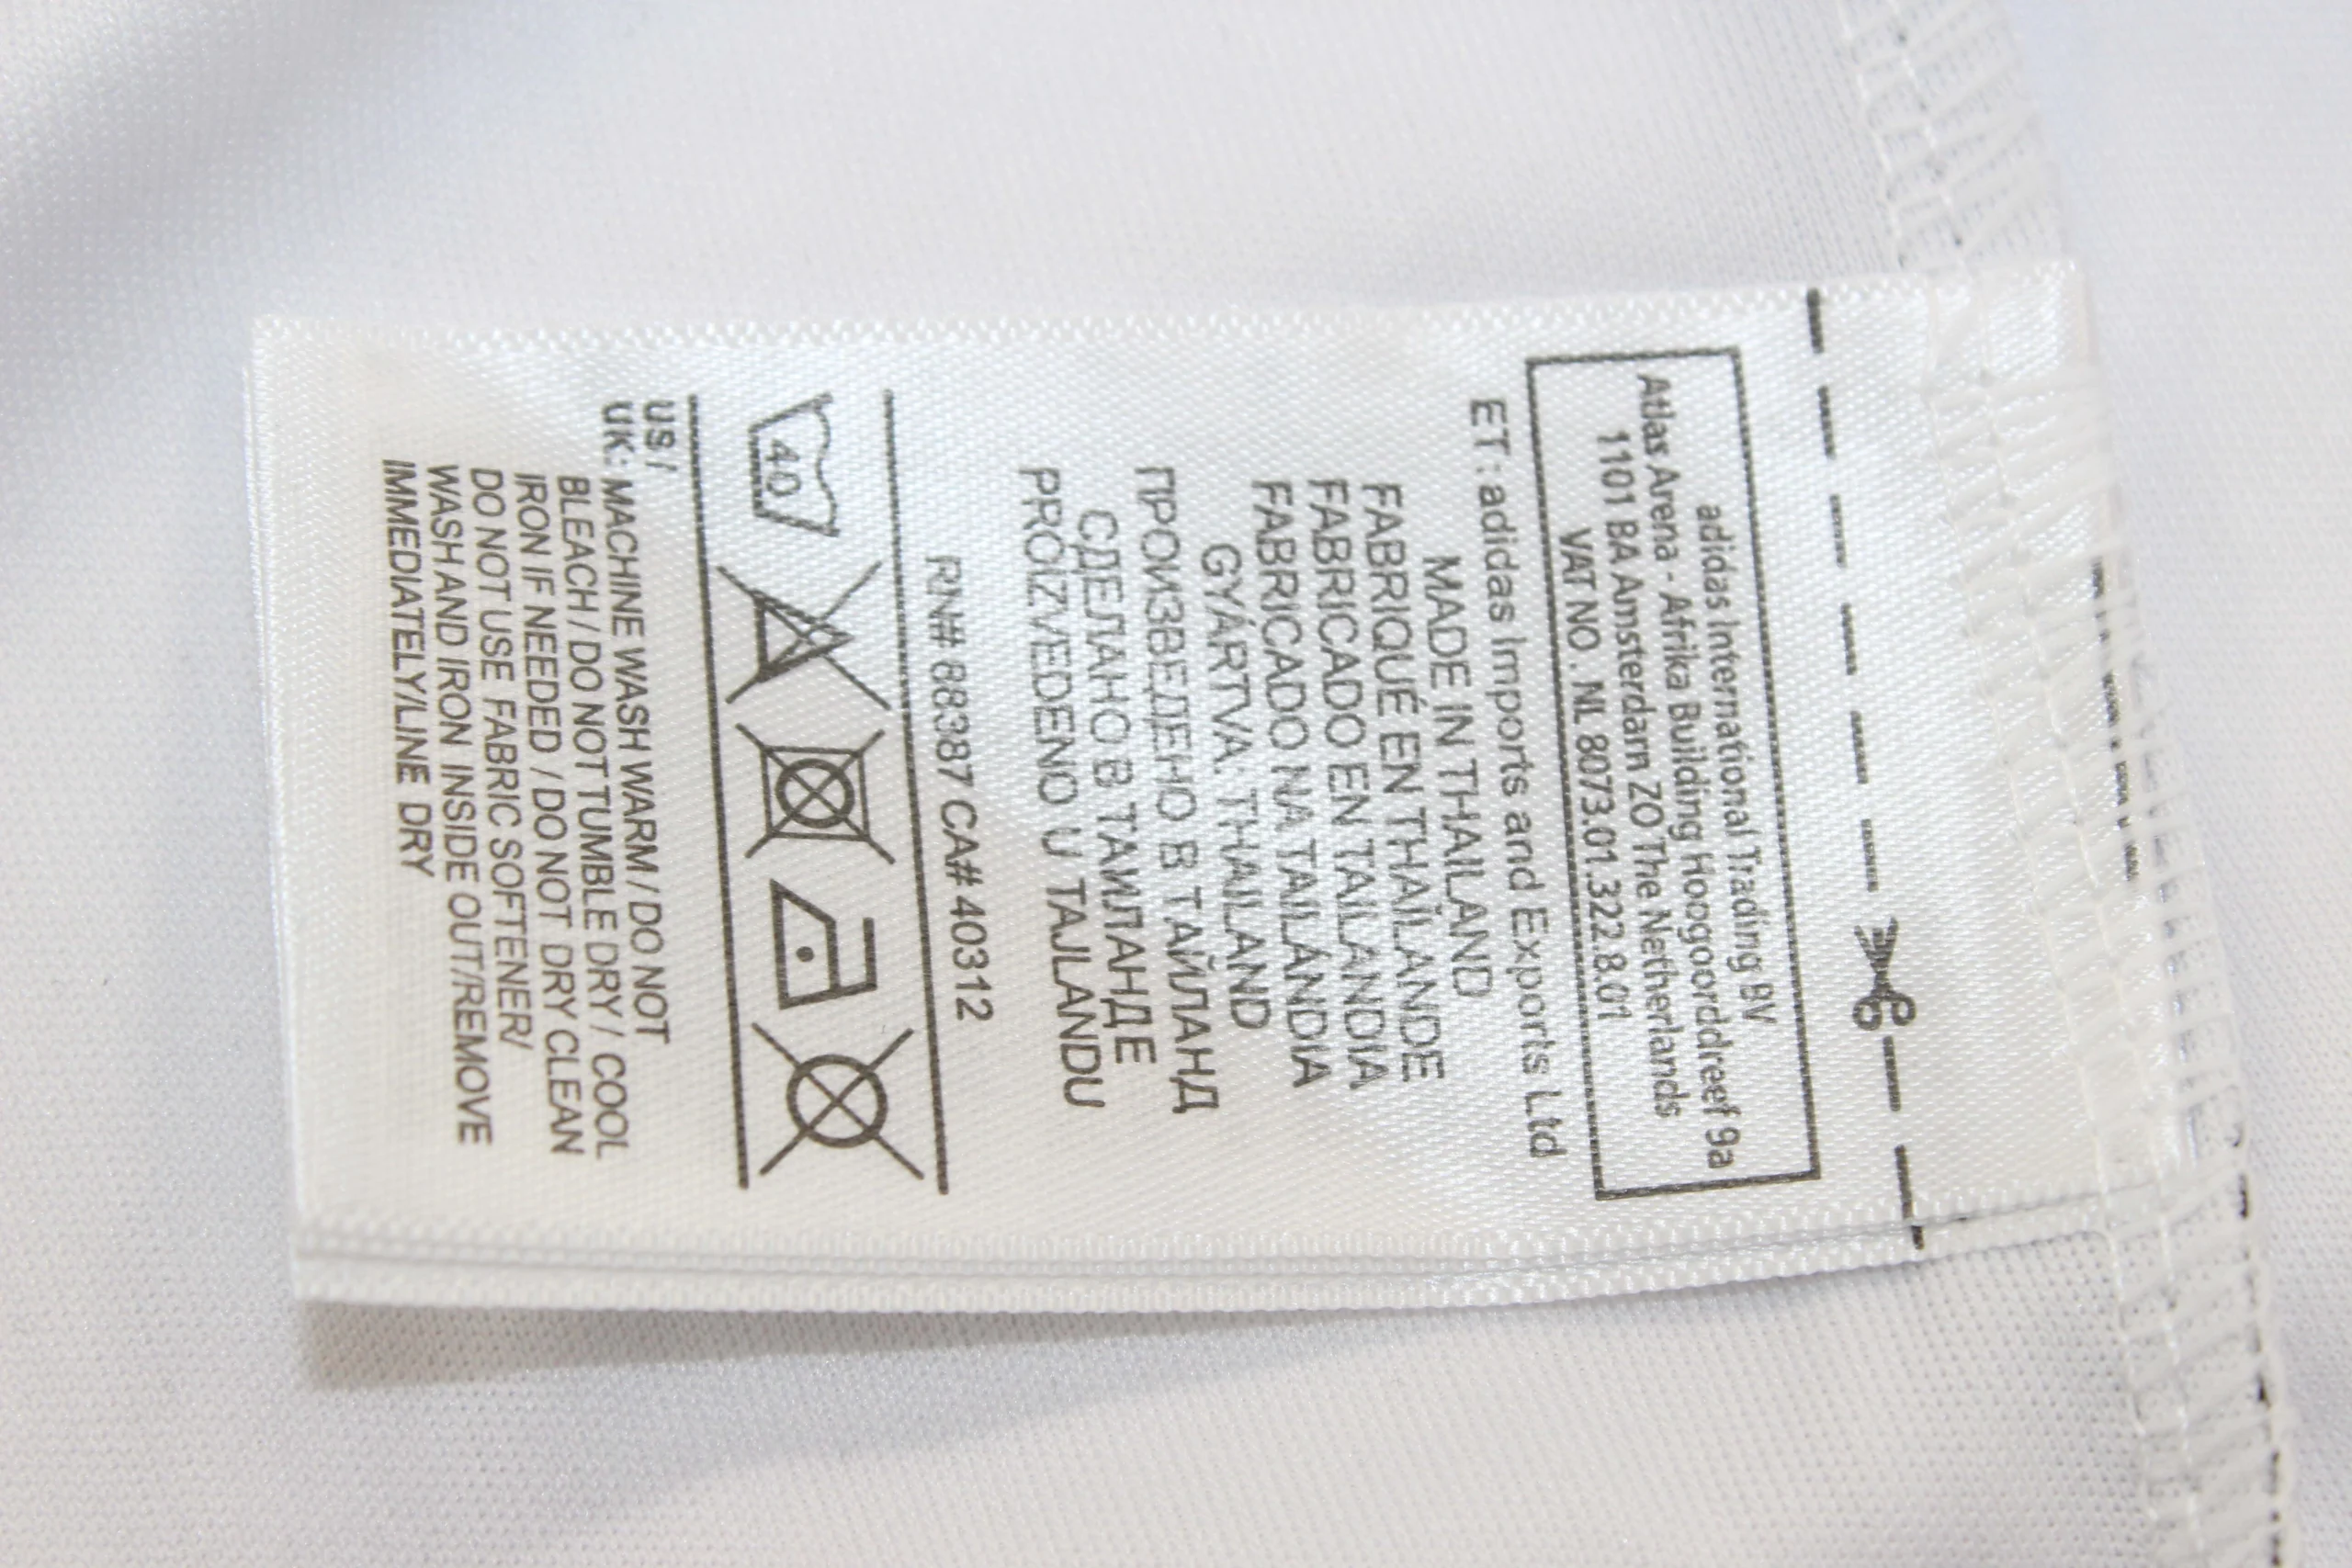 adidas International Trading BV
Atlas Arena - Afrika Building Hoogoorddreef 9a
1101 BA Amsterdam ZO The Netherlands
VAT NO . NL 8073.01.322.8.01
ET : adidas Imports and Exports Ltd
MADE IN THAILAND
FABRIQUÉ EN THAÏLANDE
FABRICADO EN TAILANDIA
FABRICADO NA TAILÁNDIA
GYÁRTVA: THAILAND
ПРОИЗВЕДЕНО В ТАЙЛАНД
СДЕЛАНО В ТАИЛАНДЕ
PROIZVEDENO U TAJLANDU
RN# 88387 CA# 40312
40
US /
UK: MACHINE WASH WARM / DO NOT
BLEACH / DO NOT TUMBLE DRY / COOL
IRON IF NEEDED / DO NOT DRY CLEAN
DO NOT USE FABRIC SOFTENER/
WASH AND IRON INSIDE OUT/REMOVE
IMMEDIATELY/LINE DRY